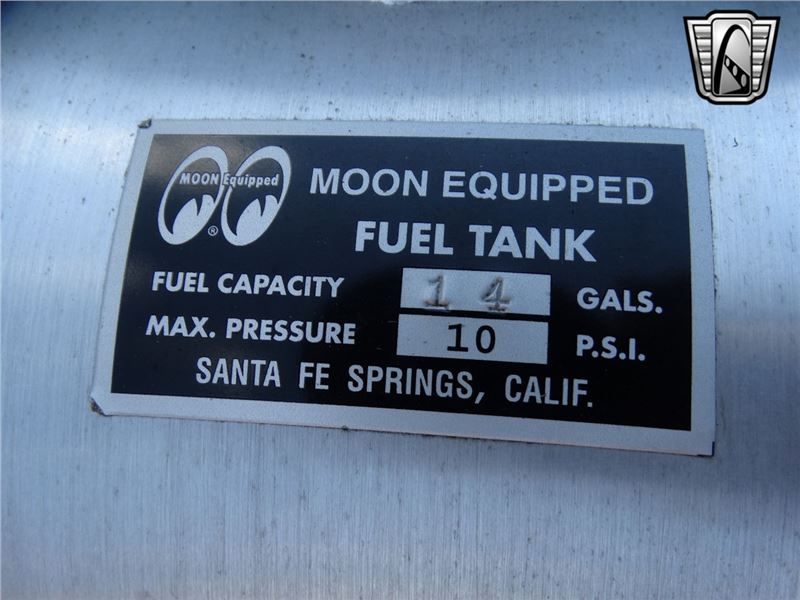 MOON Equipped
®
MOON EQUIPPED
FUEL TANK
FUEL CAPACITY 14 GALS.
MAX. PRESSURE 10 P.S.I.
SANTA FE SPRINGS, CALIF.